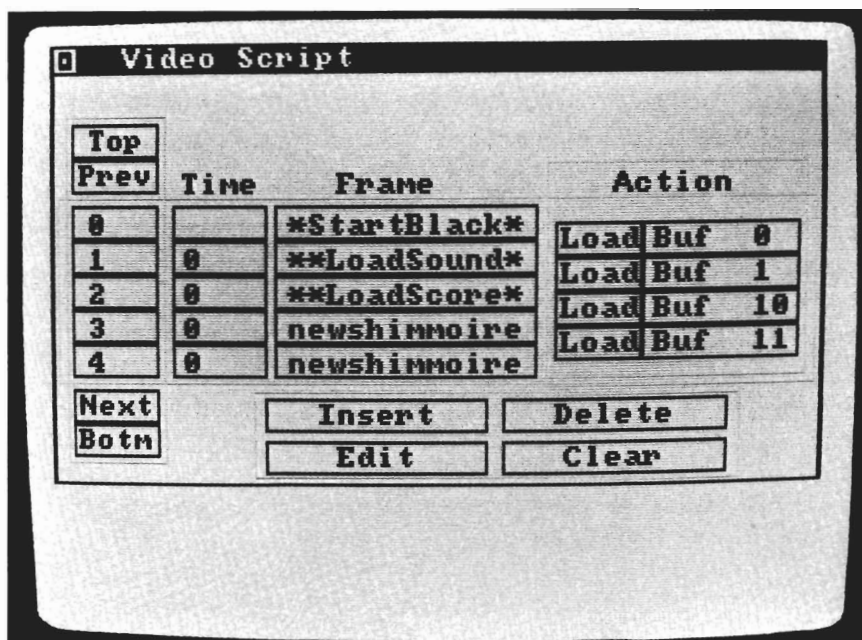 Video Script
Top
Prev Time Frame Action
0 *StartBlack* Load Buf 0
1 0 **LoadSound* Load Buf 1
2 0 **LoadScore* Load Buf 10
3 0 newshimmoire Load Buf 11
4 0 newshimmoire
Next Insert Delete
Botm Edit Clear